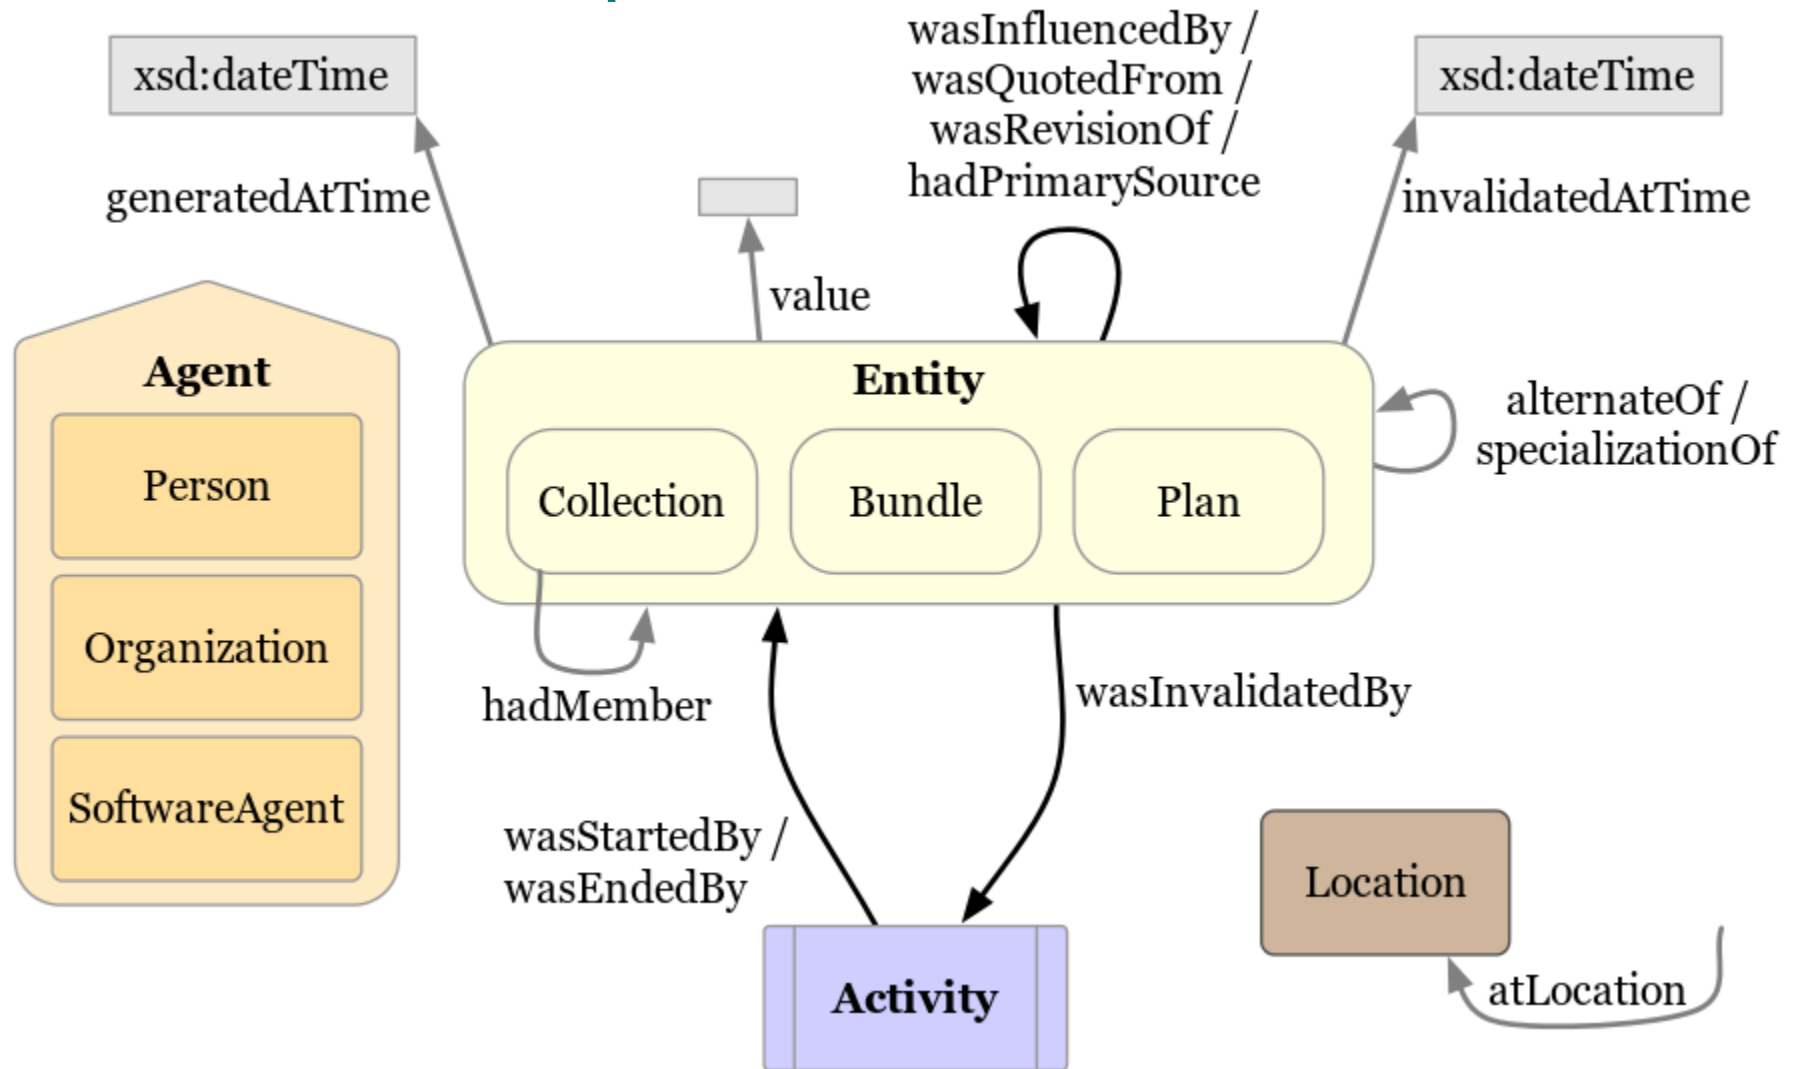 wasInfluencedBy /
wasQuotedFrom /
wasRevisionOf /
hadPrimarySource
xsd:dateTime
xsd:dateTime
generatedAtTime
invalidatedAtTime
value
Agent
Person
Organization
SoftwareAgent
Entity
Collection
Bundle
Plan
alternateOf /
specializationOf
hadMember
wasInvalidatedBy
wasStartedBy /
wasEndedBy
Activity
Location
atLocation